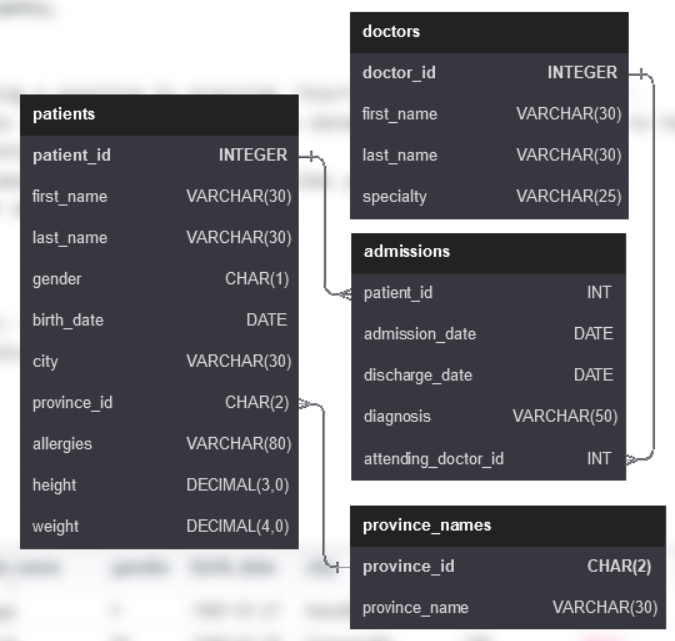 patients
patient_id INTEGER
first_name VARCHAR(30)
last_name VARCHAR(30)
gender CHAR(1)
birth_date DATE
city VARCHAR(30)
province_id CHAR(2)
allergies VARCHAR(80)
height DECIMAL(3,0)
weight DECIMAL(4,0)
doctors
doctor_id INTEGER
first_name VARCHAR(30)
last_name VARCHAR(30)
specialty VARCHAR(25)
admissions
patient_id INT
admission_date DATE
discharge_date DATE
diagnosis VARCHAR(50)
attending_doctor_id INT
province_names
province_id CHAR(2)
province_name VARCHAR(30)